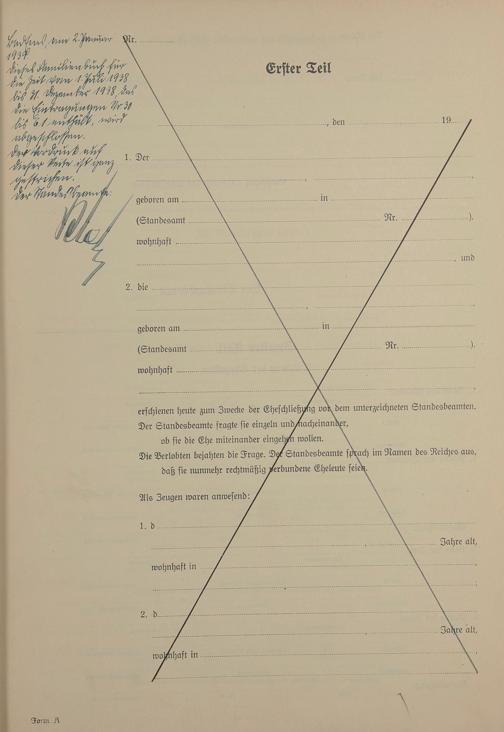 Badens, am 2. Januar
1939
Dieses Familienbuch für
die Zeit vom 1. Juli 1938
bis 31. Dezember 1938, das
die Eintragungen Nr. 30
bis 61 enthält, wird
abgeschlossen.
Der Vordruck auf
dieser Seite ist ganz
gestrichen.
Der Standesbeamte:
Nr.
Erster Teil
, den 19
1. Der
geboren am in
(Standesamt Nr. ).
wohnhaft
, und
2. die
geboren am in
(Standesamt Nr. ).
wohnhaft
erschienen heute zum Zwecke der Eheschließung vor dem unterzeichneten Standesbeamten.
Der Standesbeamte fragte sie einzeln und nacheinander,
ob sie die Ehe miteinander eingehen wollen.
Die Verlobten bejahten die Frage. Der Standesbeamte sprach im Namen des Reiches aus,
daß sie nunmehr rechtmäßig verbundene Eheleute seien.
Als Zeugen waren anwesend:
1. d
Jahre alt,
wohnhaft in
2. d
Jahre alt,
wohnhaft in
Form. A